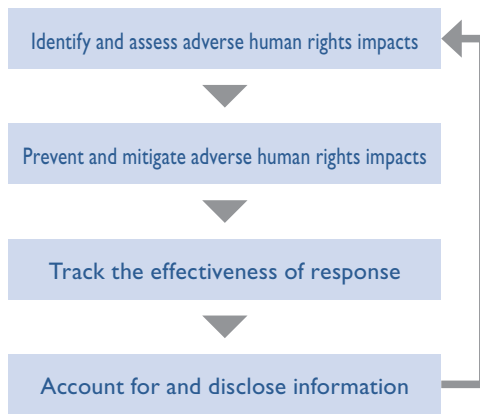 Identify and assess adverse human rights impacts
Prevent and mitigate adverse human rights impacts
Track the effectiveness of response
Account for and disclose information